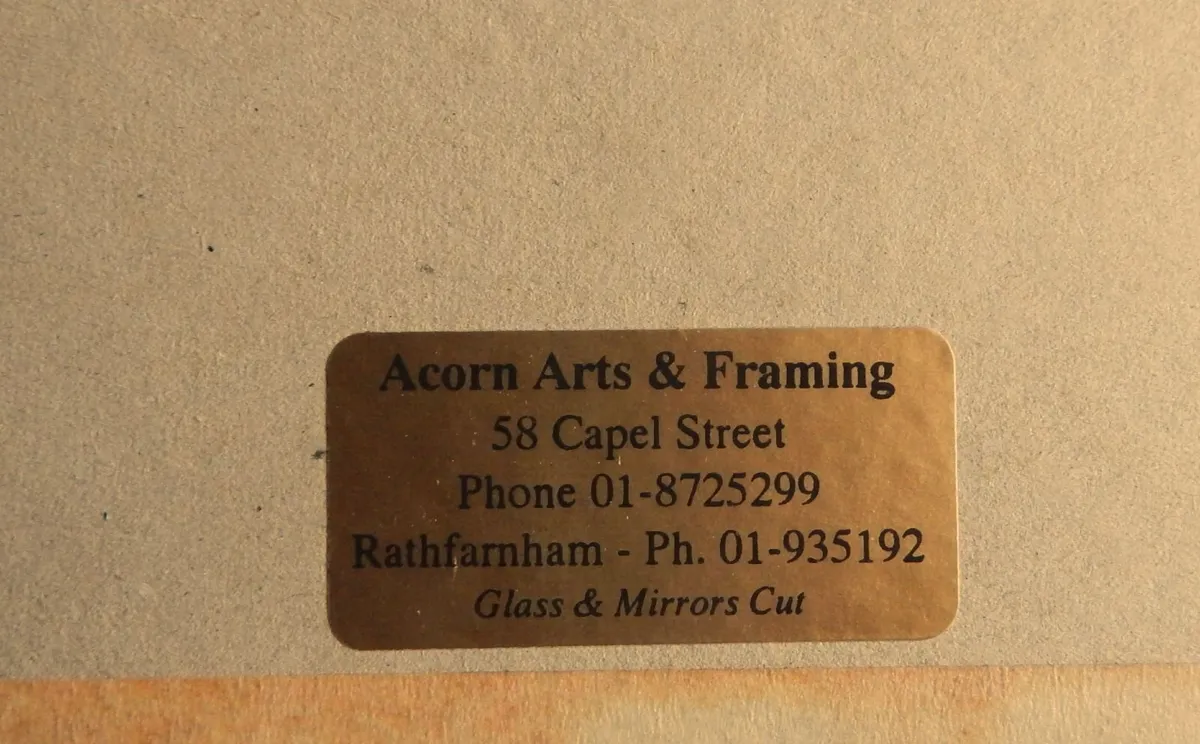 Acorn Arts & Framing
58 Capel Street
Phone 01-8725299
Rathfarnham - Ph. 01-935192
Glass & Mirrors Cut